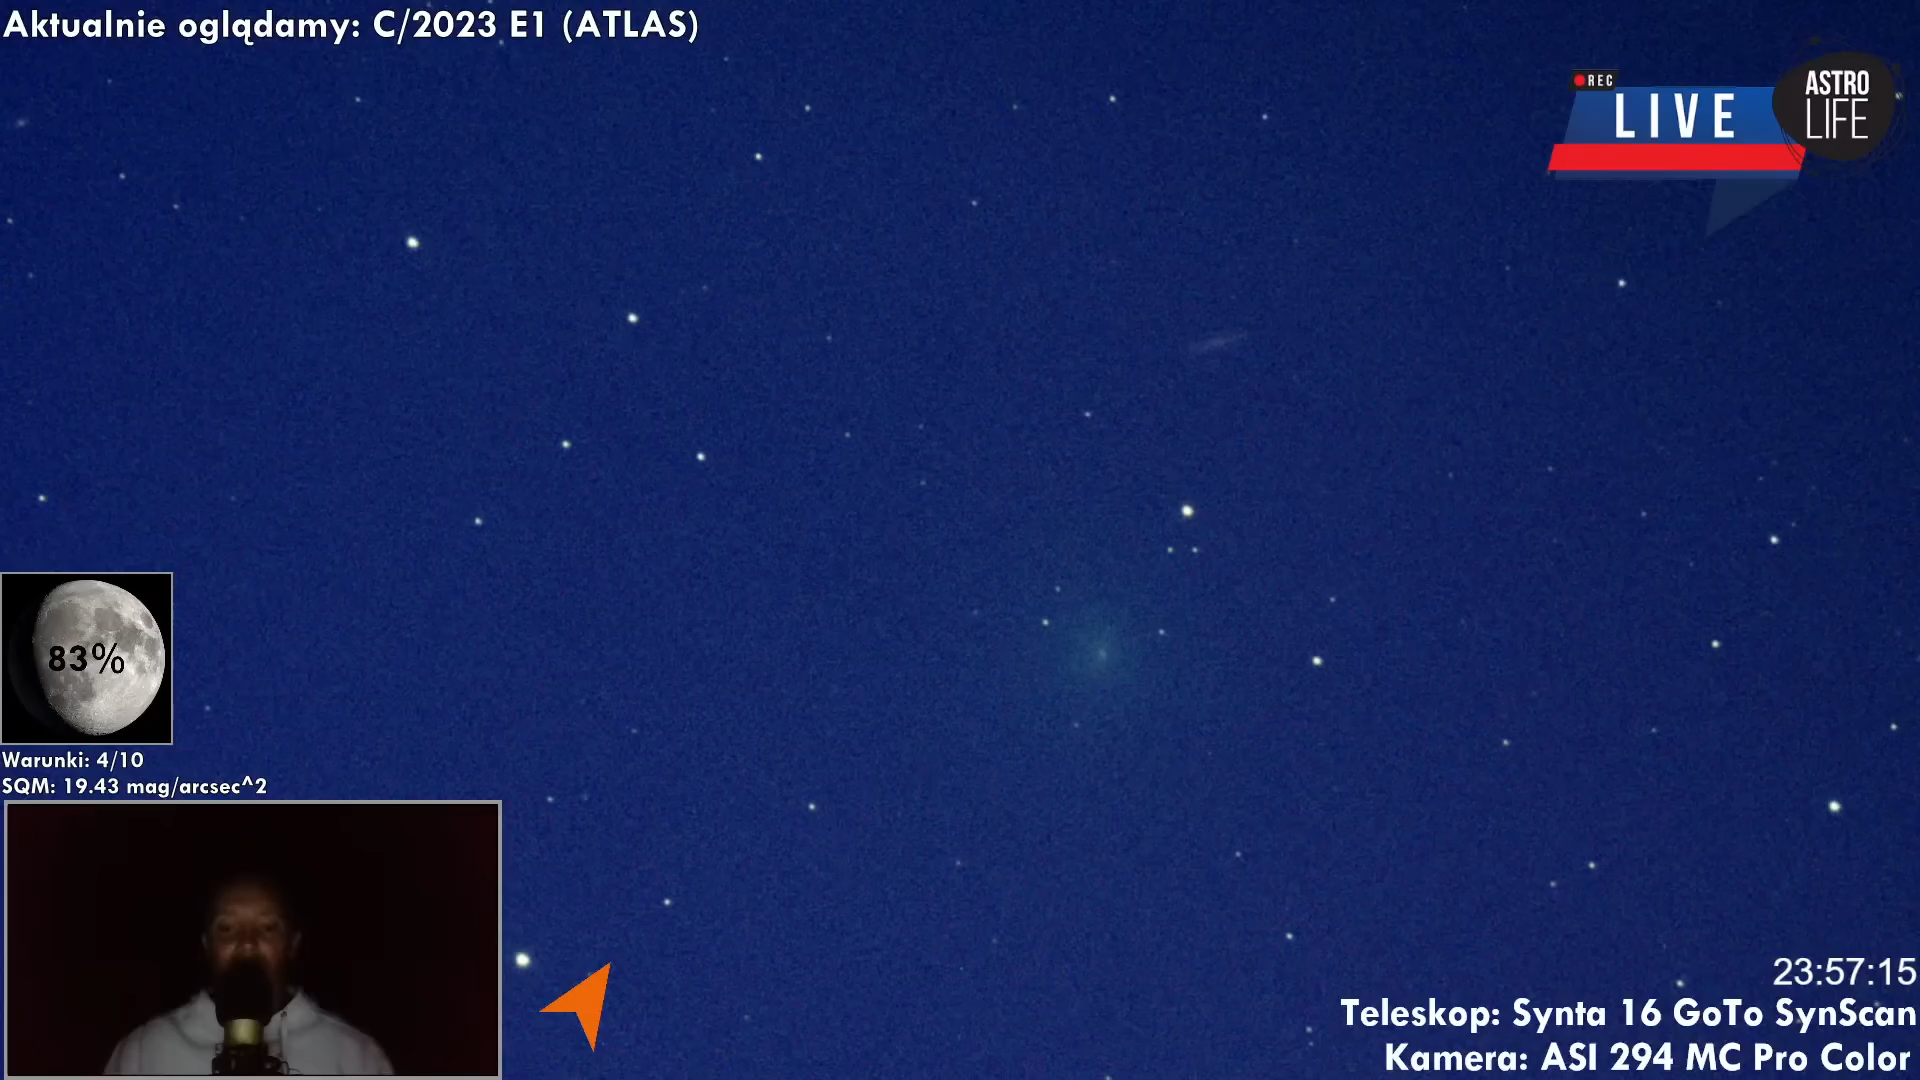 Aktualnie oglądamy: C/2023 E1 (ATLAS)
REC
LIVE
ASTRO
LIFE
83%
Warunki: 4/10
SQM: 19.43 mag/arcsec^2
23:57:15
Teleskop: Synta 16 GoTo SynScan
Kamera: ASI 294 MC Pro Color